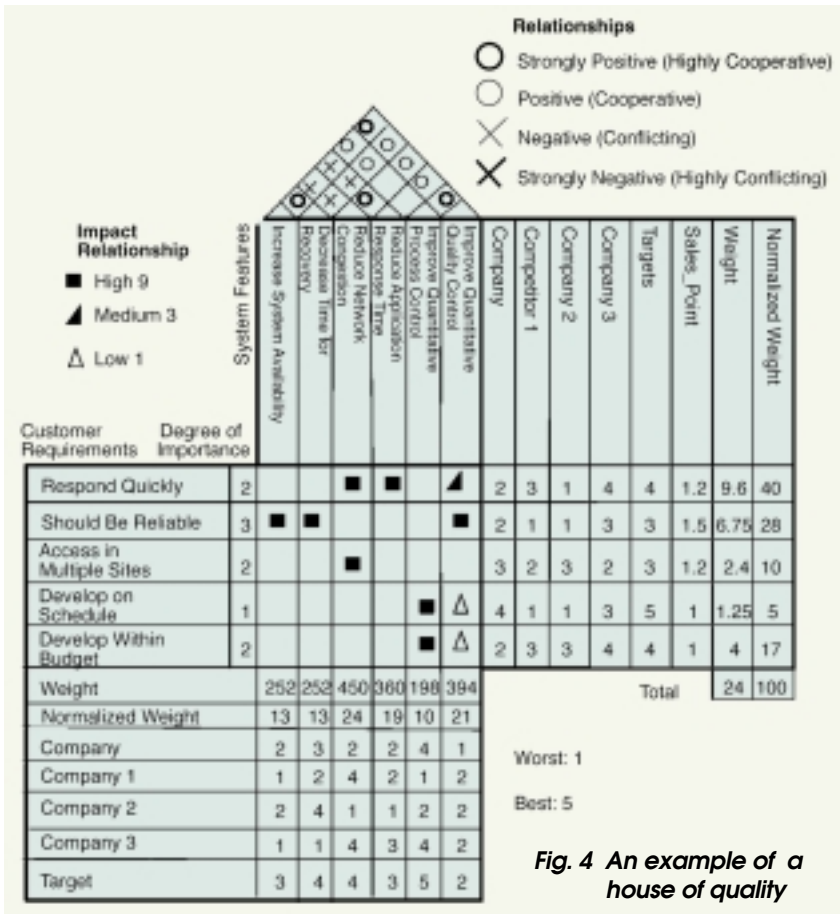 Relationships
Strongly Positive (Highly Cooperative)
Positive (Cooperative)
Negative (Conflicting)
Strongly Negative (Highly Conflicting)
Impact
Relationship
High 9
Medium 3
Low 1
System Features
Increase System Availability
Decrease Time for
Recovery
Reduce Network
Congestion
Reduce Application
Response Time
Improve Quantitative
Process Control
Improve Quantitative
Quality Control
Company
Competitor 1
Company 2
Company 3
Targets
Sales_Point
Weight
Normalized Weight
Customer Requirements
Degree of Importance
Respond Quickly 2 2 3 1 4 4 1.2 9.6 40
Should Be Reliable 3 2 1 1 3 3 1.5 6.75 28
Access in
Multiple Sites 2 3 2 3 2 3 1.2 2.4 10
Develop on
Schedule 1 4 1 1 3 5 1 1.25 5
Develop Within
Budget 2 2 3 3 4 4 1 4 17
Weight 252 252 450 360 198 394 Total 24 100
Normalized Weight 13 13 24 19 10 21
Company 2 3 2 2 4 1
Company 1 1 2 4 2 1 2
Company 2 2 4 1 1 2 2
Company 3 1 1 4 3 4 2
Target 3 4 4 3 5 2
Worst: 1
Best: 5
Fig. 4 An example of a
house of quality